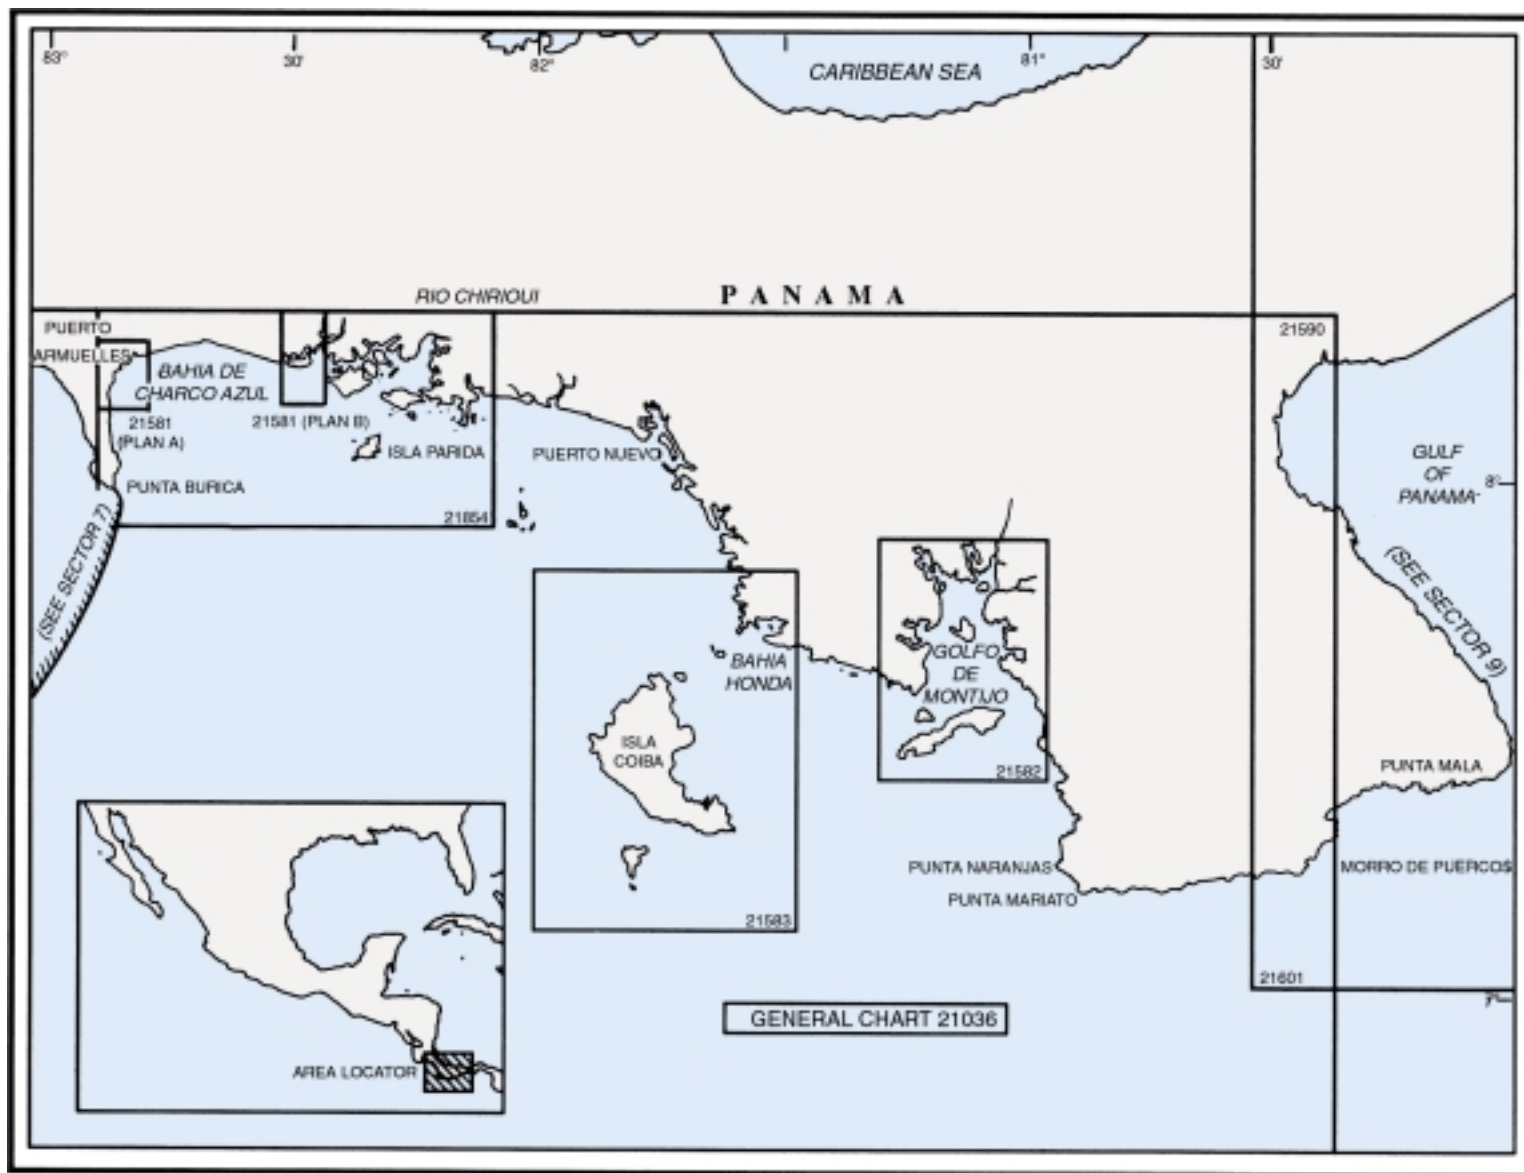 83°
30'
82°
81°
30'
CARIBBEAN SEA
RIO CHIRIOUI
PANAMA
PUERTO
ARMUELLES
21590
BAHIA DE
CHARCO AZUL
21581
(PLAN A)
21581 (PLAN B)
ISLA PARIDA
PUERTO NUEVO
GULF
OF
PANAMA
8°
PUNTA BURICA
21854
(SEE SECTOR 7)
(SEE SECTOR 9)
BAHIA
HONDA
GOLFO
DE
MONTIJO
ISLA
COIBA
21582
PUNTA MALA
PUNTA NARANJAS
MORRO DE PUERCOS
PUNTA MARIATO
21583
21601
7°
GENERAL CHART 21036
AREA LOCATOR